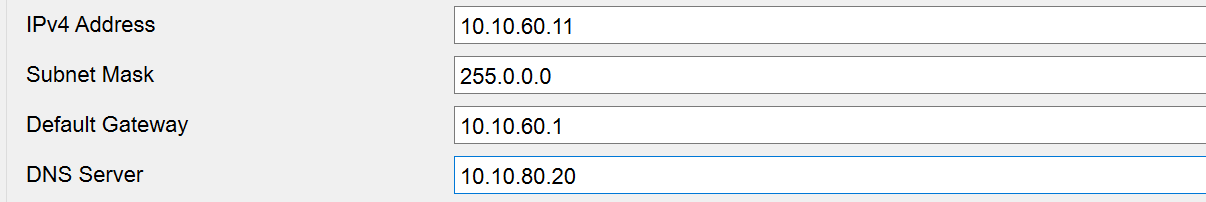 IPv4 Address 10.10.60.11
Subnet Mask 255.0.0.0
Default Gateway 10.10.60.1
DNS Server 10.10.80.20